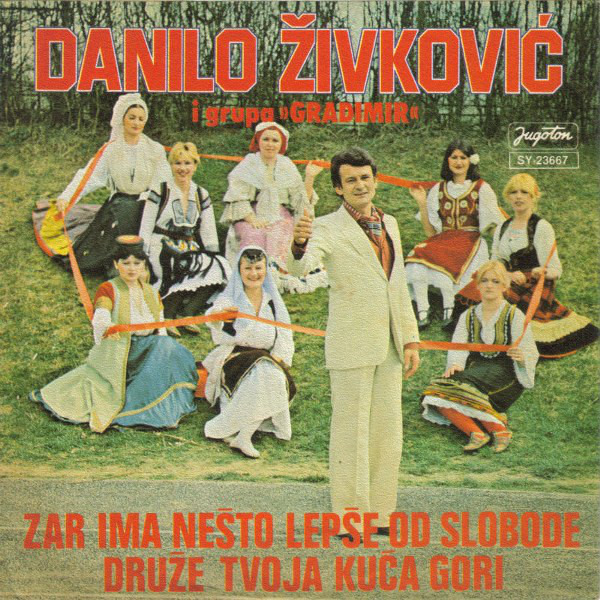 DANILO ŽIVKOVIĆ
i grupa »GRADIMIR«
Jugoton
SY-23667
ZAR IMA NEŠTO LEPŠE OD SLOBODE
DRUŽE TVOJA KUĆA GORI